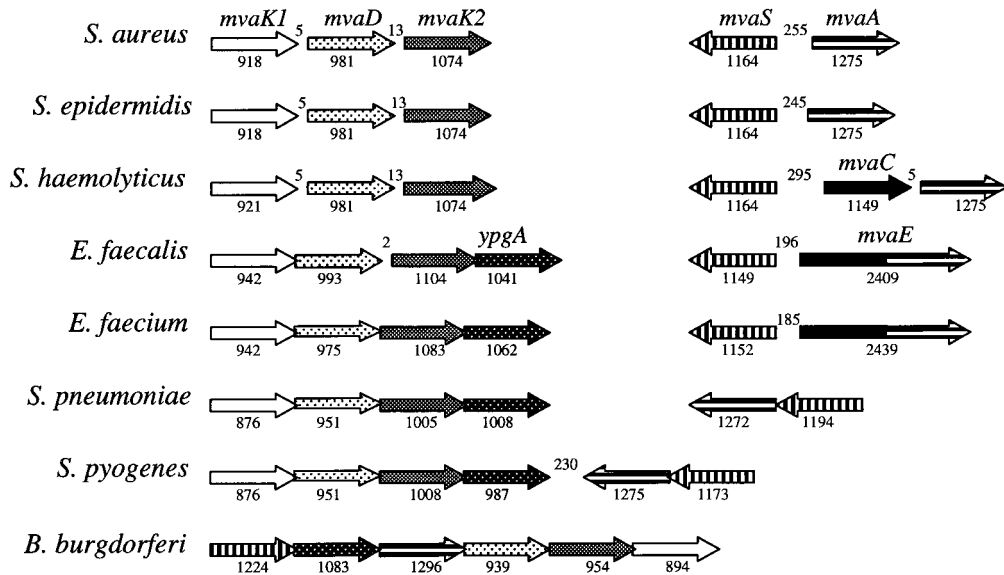 mvaK1 5 mvaD 13 mvaK2 mvaS 255 mvaA
S. aureus
918 981 1074 1164 1275
5 13 245
S. epidermidis
918 981 1074 1164 1275
S. haemolyticus 5 13 295 mvaC 5
921 981 1074 1164 1149 1275
E. faecalis 2 ypgA 196 mvaE
942 993 1104 1041 1149 2409
E. faecium 185
942 975 1083 1062 1152 2439
S. pneumoniae
876 951 1005 1008 1272 1194
S. pyogenes 230
876 951 1008 987 1275 1173
B. burgdorferi
1224 1083 1296 939 954 894